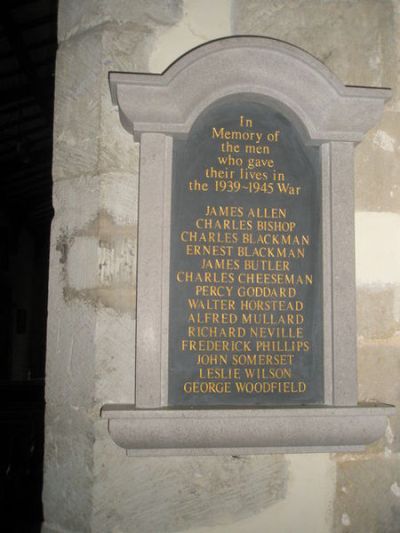 In
Memory of
the men
who gave
their lives in
the 1939~1945 War
JAMES ALLEN
CHARLES BISHOP
CHARLES BLACKMAN
ERNEST BLACKMAN
JAMES BUTLER
CHARLES CHEESEMAN
PERCY GODDARD
WALTER HORSTEAD
ALFRED MULLARD
RICHARD NEVILLE
FREDERICK PHILLIPS
JOHN SOMERSET
LESLIE WILSON
GEORGE WOODFIELD